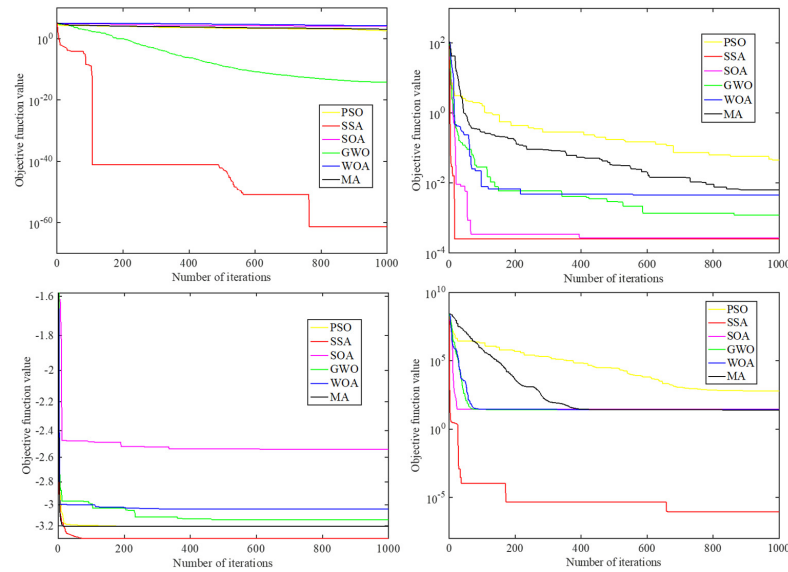 10^0
10^-20
10^-40
10^-60
Objective function value
0 200 400 600 800 1000
Number of iterations
PSO
SSA
SOA
GWO
WOA
MA
10^2
10^0
10^-2
10^-4
Objective function value
0 200 400 600 800 1000
Number of iterations
PSO
SSA
SOA
GWO
WOA
MA
-1.6
-1.8
-2
-2.2
-2.4
-2.6
-2.8
-3
-3.2
Objective function value
0 200 400 600 800 1000
Number of iterations
PSO
SSA
SOA
GWO
WOA
MA
10^10
10^5
10^0
10^-5
Objective function value
0 200 400 600 800 1000
Number of iterations
PSO
SSA
SOA
GWO
WOA
MA